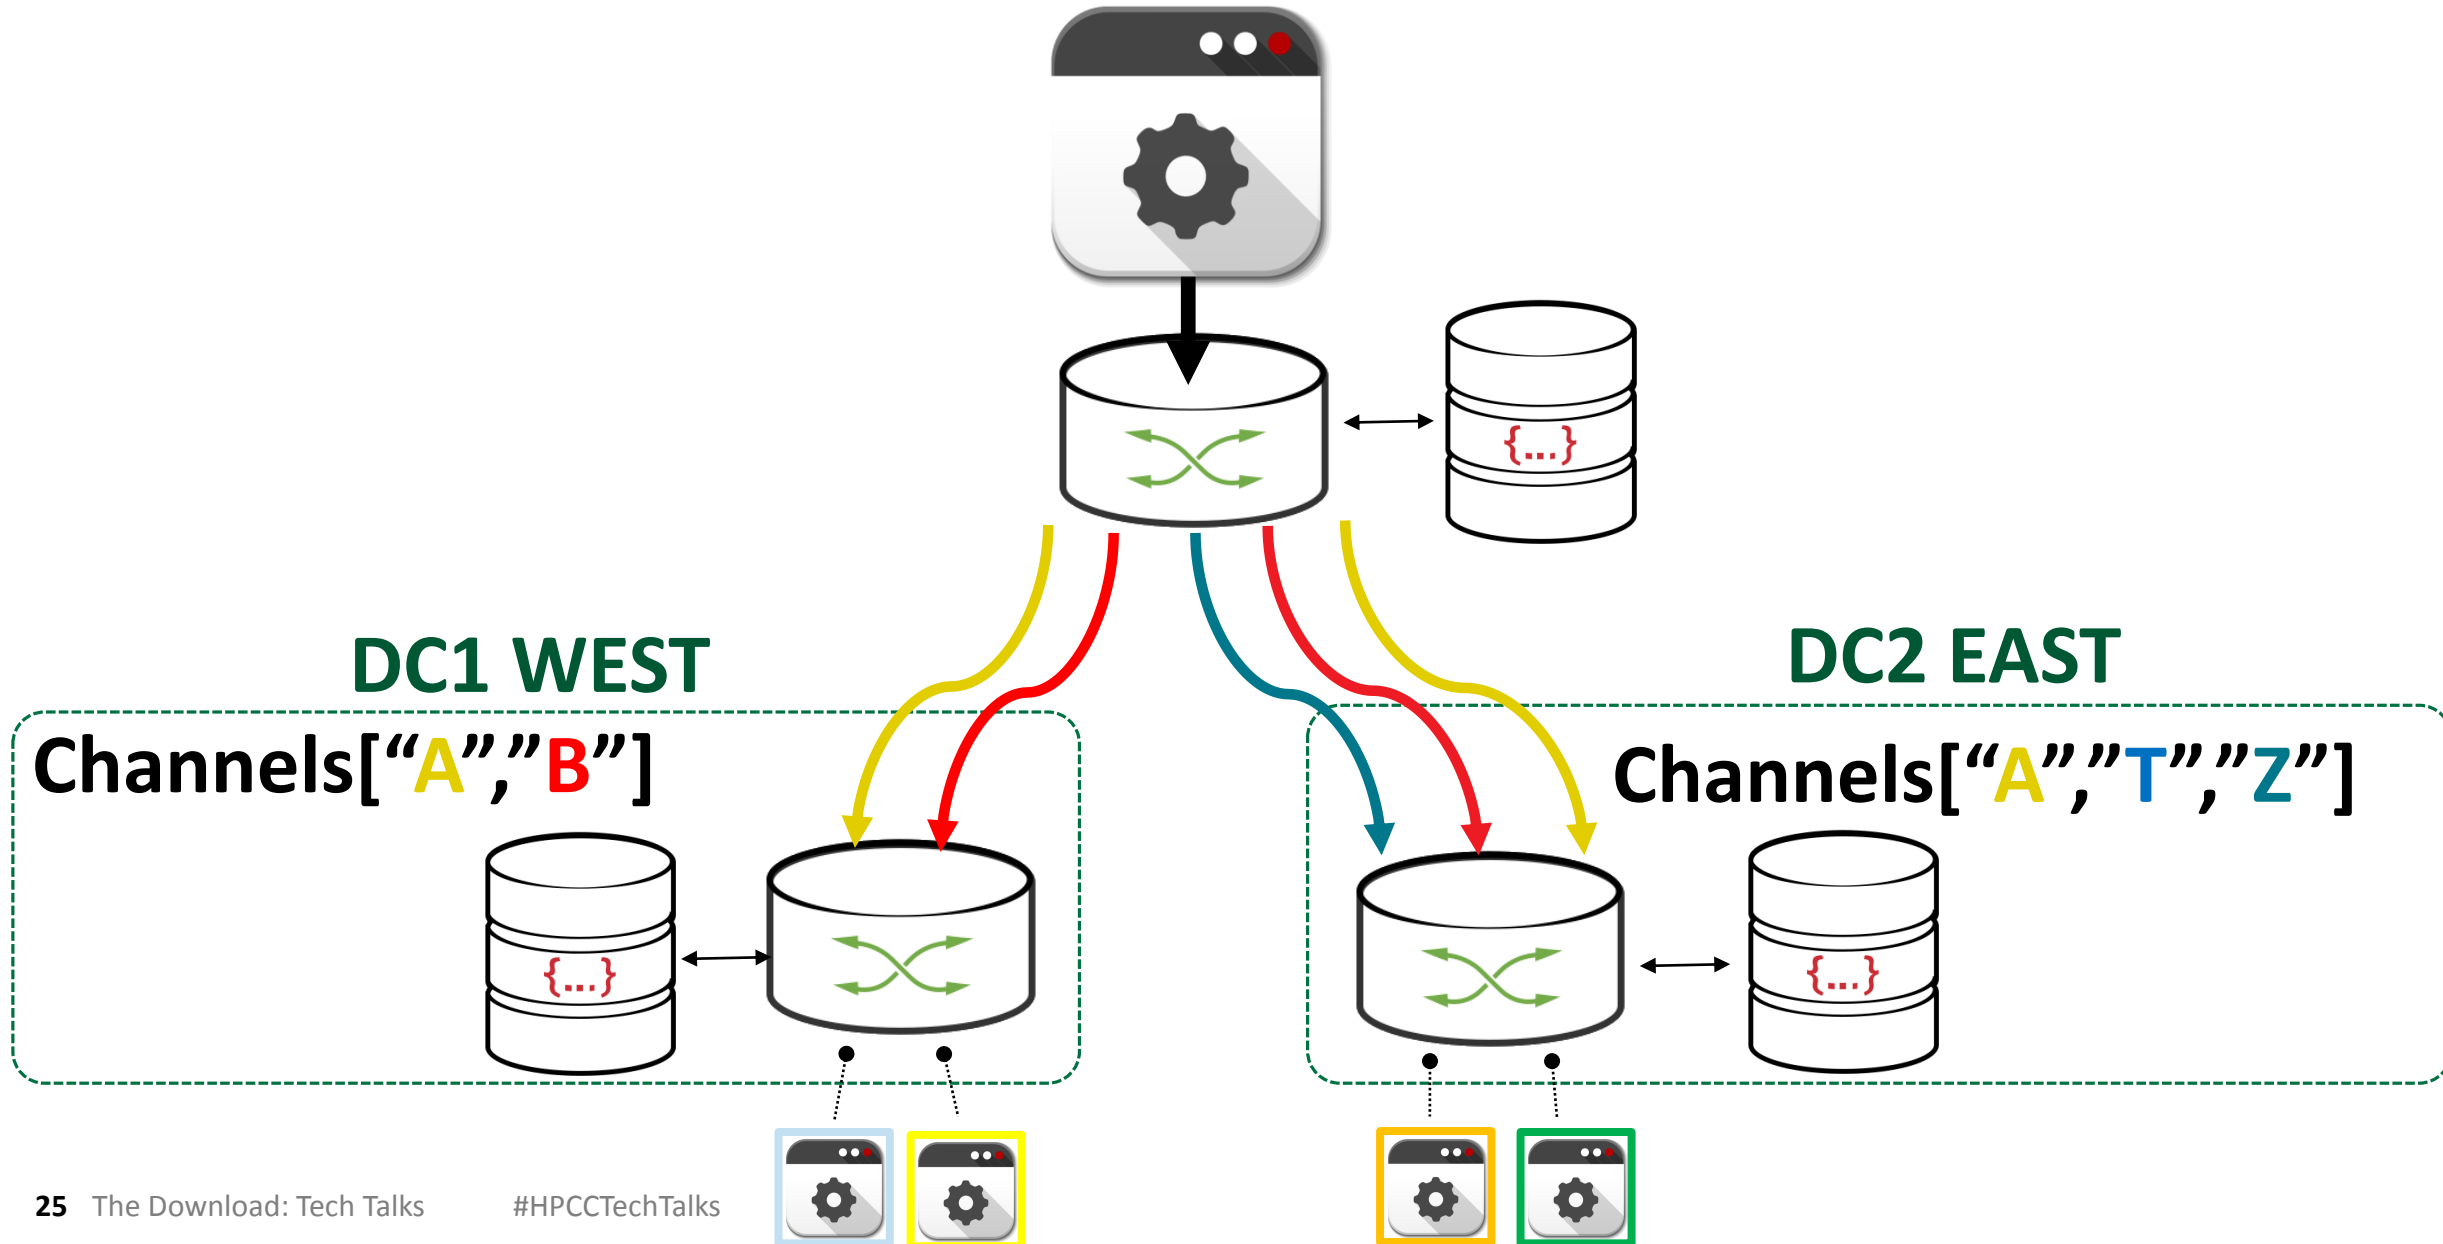 {...}
DC1 WEST
DC2 EAST
Channels[“A”,”B”]
Channels[“A”,”T”,”Z”]
{...}
{...}
25 The Download: Tech Talks #HPCCTechTalks